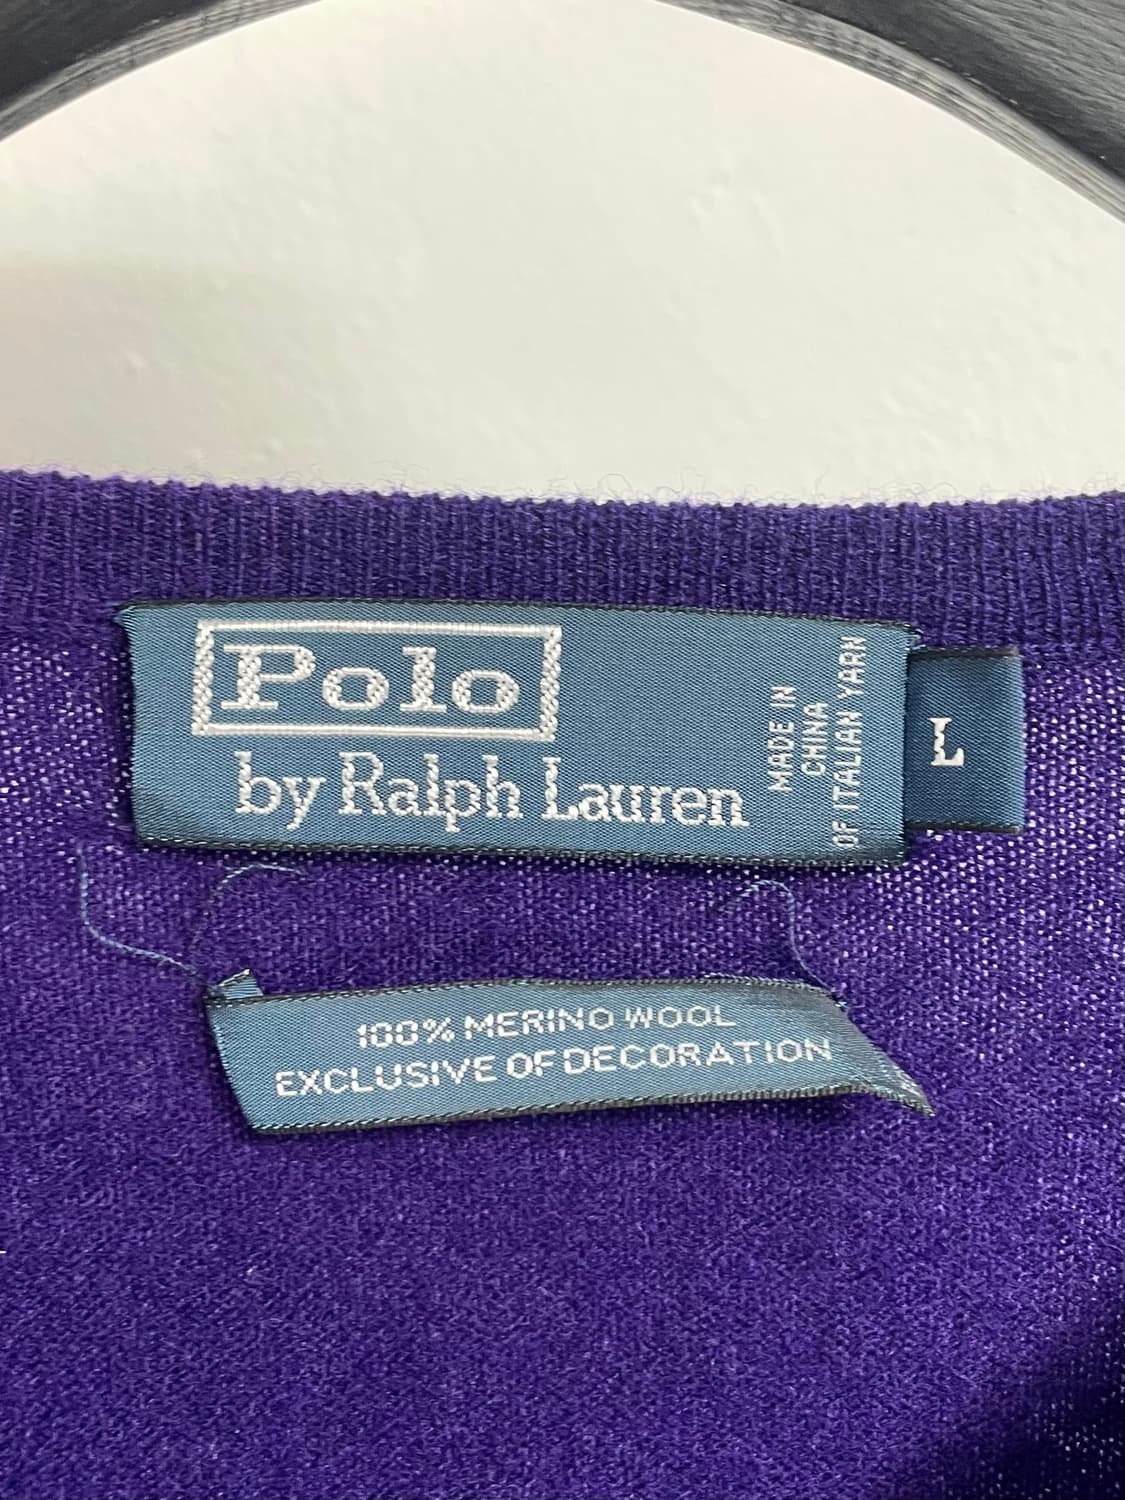 Polo
by Ralph Lauren
MADE IN
CHINA
OF ITALIAN YARN
L
100% MERINO WOOL
EXCLUSIVE OF DECORATION